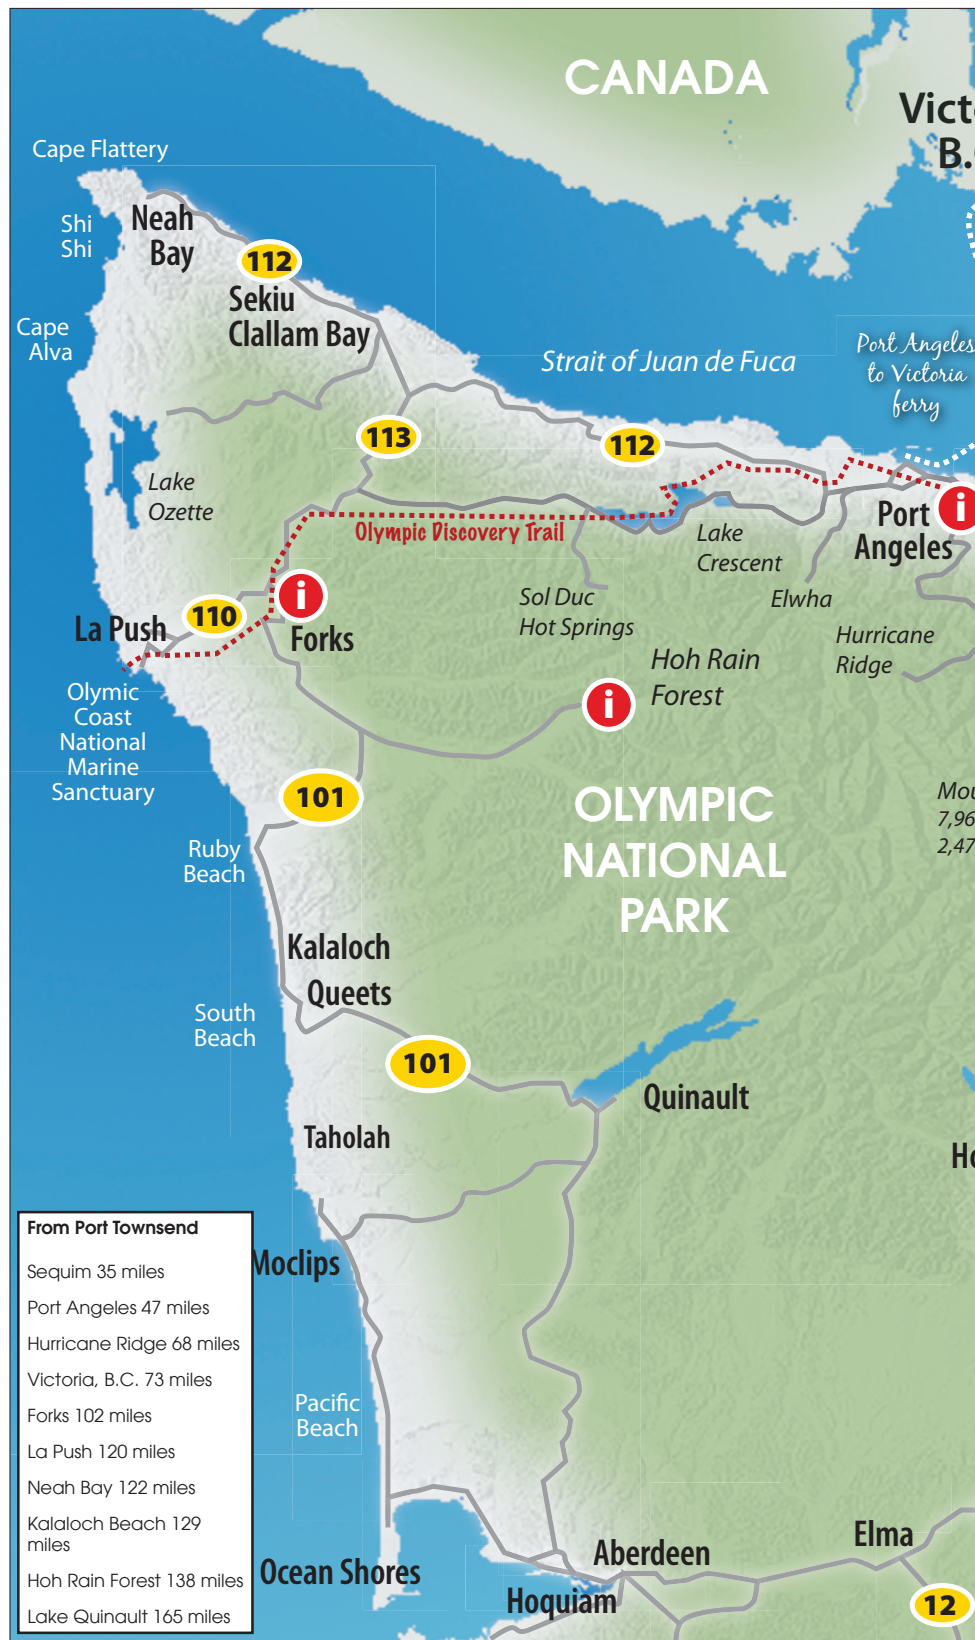 CANADA
Victo
B.C
Cape Flattery
Shi
Shi
Neah
Bay
112
Sekiu
Clallam Bay
Cape
Alva
Strait of Juan de Fuca
Port Angeles
to Victoria
ferry
113
112
Lake
Ozette
i
Port
Angeles
Olympic Discovery Trail
Lake
Crescent
Sol Duc
Hot Springs
Elwha
i
110
La Push
Forks
Hurricane
Ridge
Hoh Rain
Forest
i
Olymic
Coast
National
Marine
Sanctuary
101
OLYMPIC
NATIONAL
PARK
Mou
7,96
2,47
Ruby
Beach
Kalaloch
Queets
South
Beach
101
Quinault
Taholah
Ho
Moclips
From Port Townsend
Sequim 35 miles
Port Angeles 47 miles
Hurricane Ridge 68 miles
Victoria, B.C. 73 miles
Forks 102 miles
La Push 120 miles
Neah Bay 122 miles
Kalaloch Beach 129
miles
Hoh Rain Forest 138 miles
Lake Quinault 165 miles
Pacific
Beach
Ocean Shores
Aberdeen
Hoquiam
Elma
12